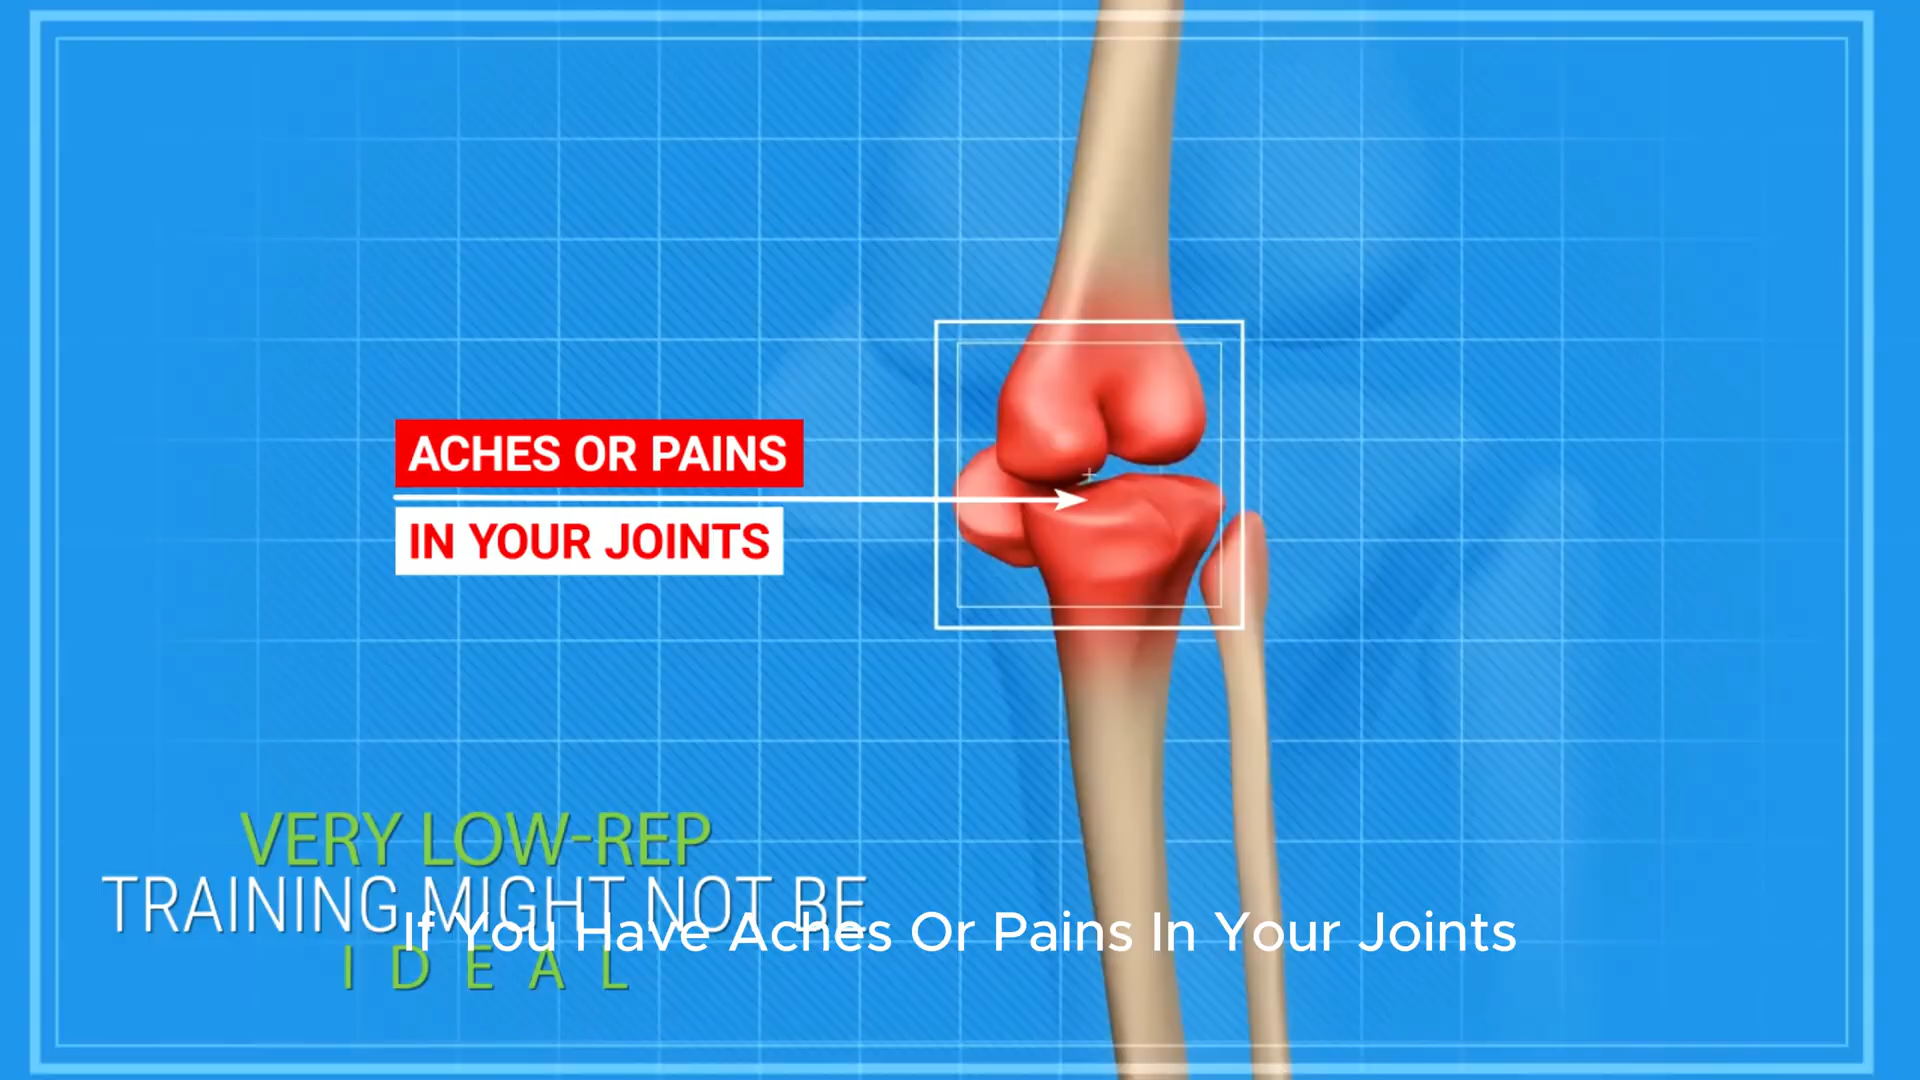 ACHES OR PAINS
IN YOUR JOINTS
VERY LOW-REP
TRAINING MIGHT NOT BE
IDEAL
If You Have Aches Or Pains In Your Joints